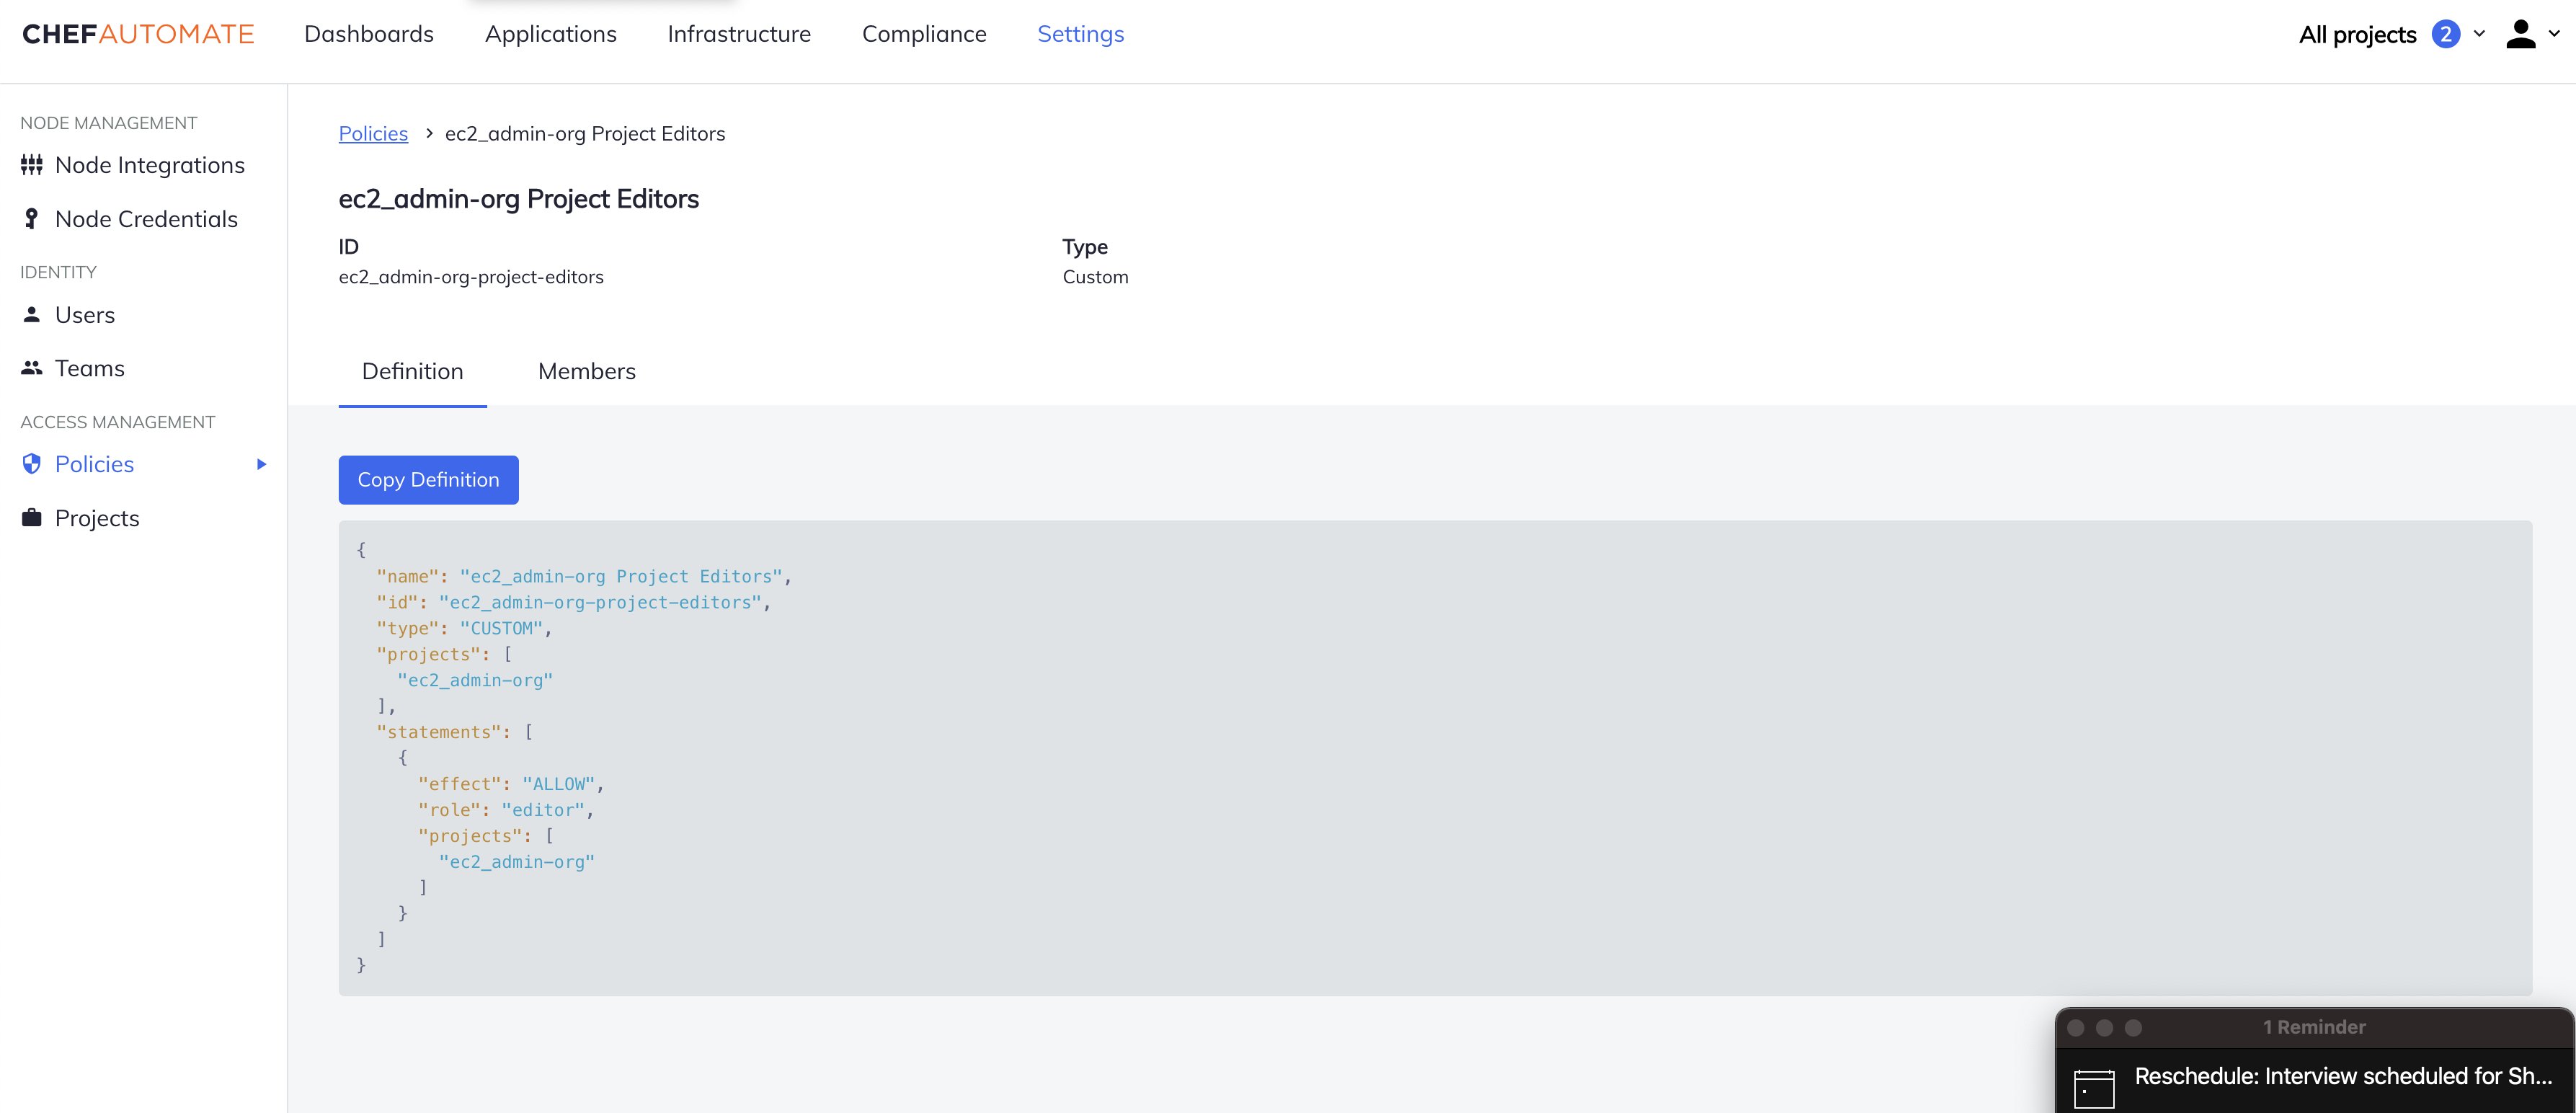 CHEFAUTOMATE Dashboards Applications Infrastructure Compliance Settings All projects 2
NODE MANAGEMENT
Node Integrations
Node Credentials
IDENTITY
Users
Teams
ACCESS MANAGEMENT
Policies
Projects
Policies > ec2_admin-org Project Editors
ec2_admin-org Project Editors
ID Type
ec2_admin-org-project-editors Custom
Definition Members
Copy Definition
{
"name": "ec2_admin-org Project Editors",
"id": "ec2_admin-org-project-editors",
"type": "CUSTOM",
"projects": [
"ec2_admin-org"
],
"statements": [
{
"effect": "ALLOW",
"role": "editor",
"projects": [
"ec2_admin-org"
]
}
]
}
1 Reminder
Reschedule: Interview scheduled for Sh...